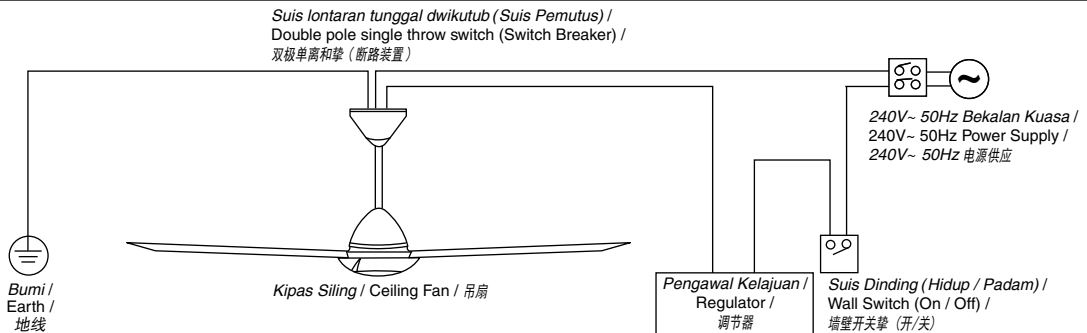 Suis lontaran tunggal dwikutub (Suis Pemutus) /
Double pole single throw switch (Switch Breaker) /
双极单离和挚（断路装置）
240V~ 50Hz Bekalan Kuasa /
240V~ 50Hz Power Supply /
240V~ 50Hz 电源供应
Bumi /
Earth /
地线
Kipas Siling / Ceiling Fan / 吊扇
Pengawal Kelajuan /
Regulator /
调节器
Suis Dinding (Hidup / Padam) /
Wall Switch (On / Off) /
墙壁开关挚（开/关）